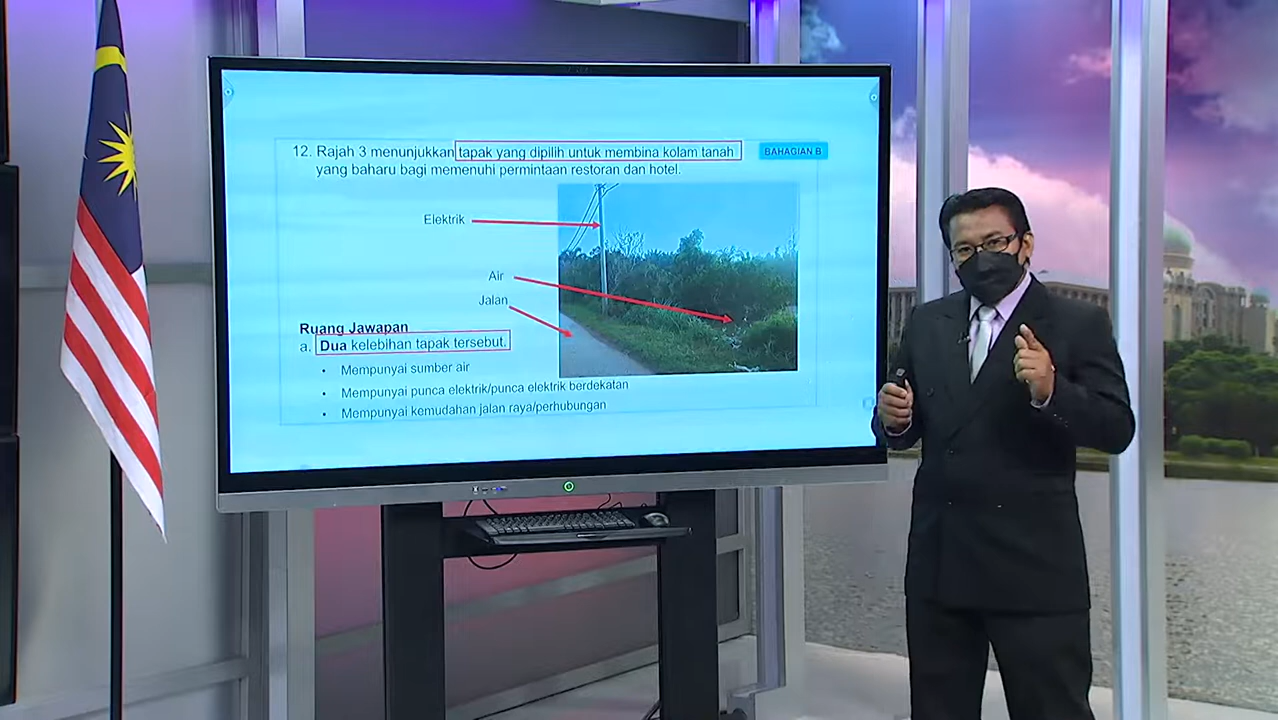 12. Rajah 3 menunjukkan tapak yang dipilih untuk membina kolam tanah
BAHAGIAN B
yang baharu bagi memenuhi permintaan restoran dan hotel.
Elektrik
Air
Jalan
Ruang Jawapan
a. Dua kelebihan tapak tersebut.
• Mempunyai sumber air
• Mempunyai punca elektrik/punca elektrik berdekatan
• Mempunyai kemudahan jalan raya/perhubungan